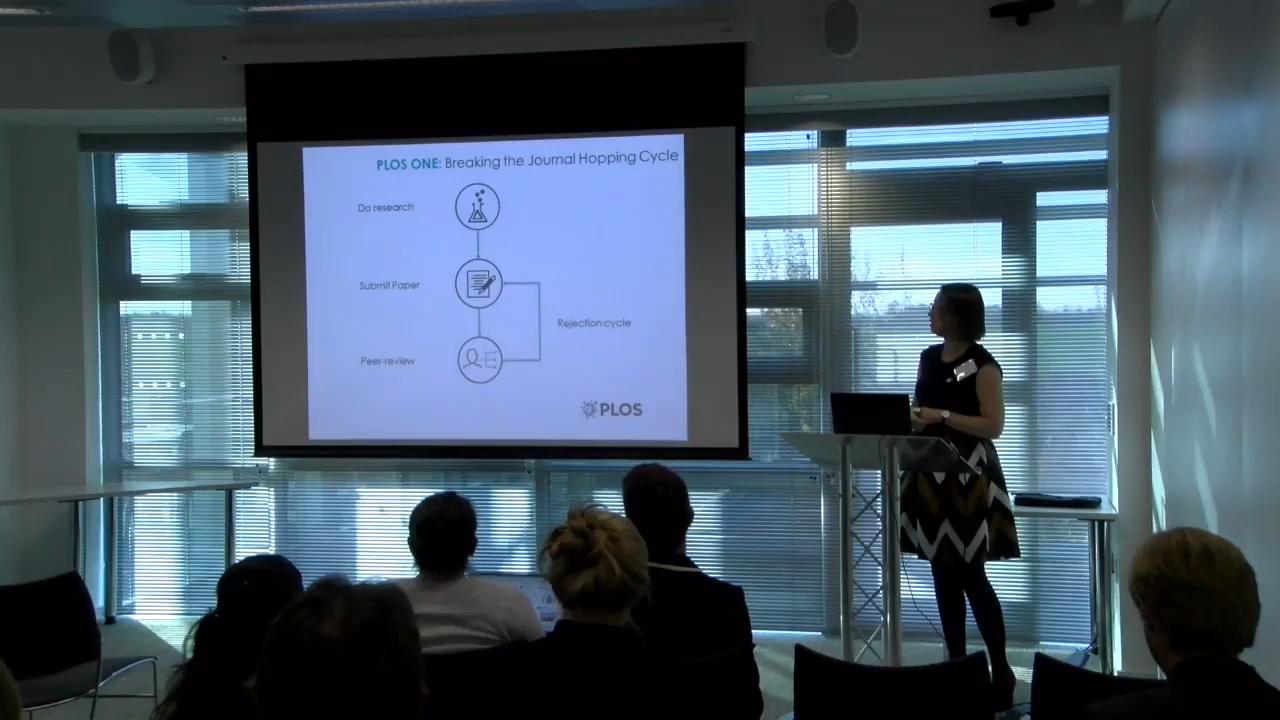 PLOS ONE: Breaking the Journal Hopping Cycle
Do research
Submit Paper
Rejection cycle
Peer-review
PLOS